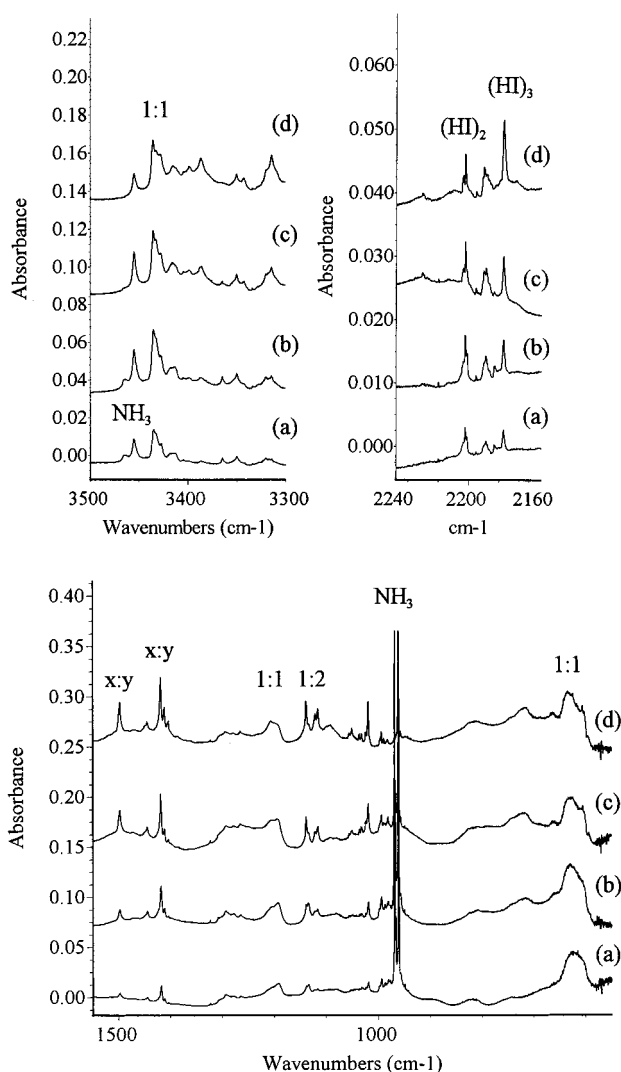 0.22
0.20
0.18
0.16
0.14
0.12
0.10
0.08
0.06
0.04
0.02
0.00
Absorbance
1:1
NH3
(d)
(c)
(b)
(a)
3500 3400 3300
Wavenumbers (cm-1)
0.060
0.050
0.040
0.030
0.020
0.010
0.000
Absorbance
(HI)2
(HI)3
(d)
(c)
(b)
(a)
2240 2200 2160
cm-1
0.40
0.35
0.30
0.25
0.20
0.15
0.10
0.05
0.00
Absorbance
x:y x:y 1:1 1:2 NH3 1:1
(d)
(c)
(b)
(a)
1500 1000
Wavenumbers (cm-1)